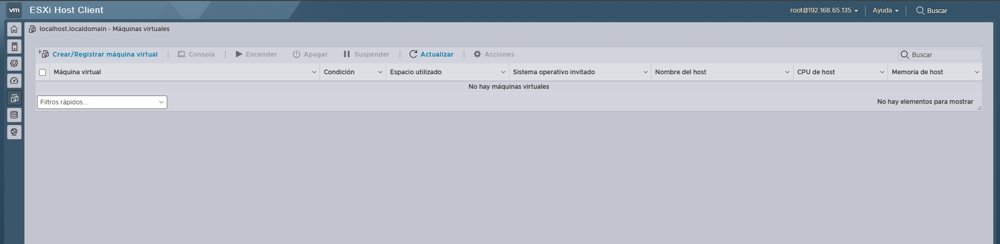 vm ESXi Host Client root@192.168.65.135 Ayuda Buscar
localhost.localdomain - Máquinas virtuales
Crear/Registrar máquina virtual Consola Encender Apagar Suspender Actualizar Acciones Buscar
Máquina virtual Condición Espacio utilizado Sistema operativo invitado Nombre del host CPU de host Memoria de host
No hay máquinas virtuales
Filtros rápidos... No hay elementos para mostrar